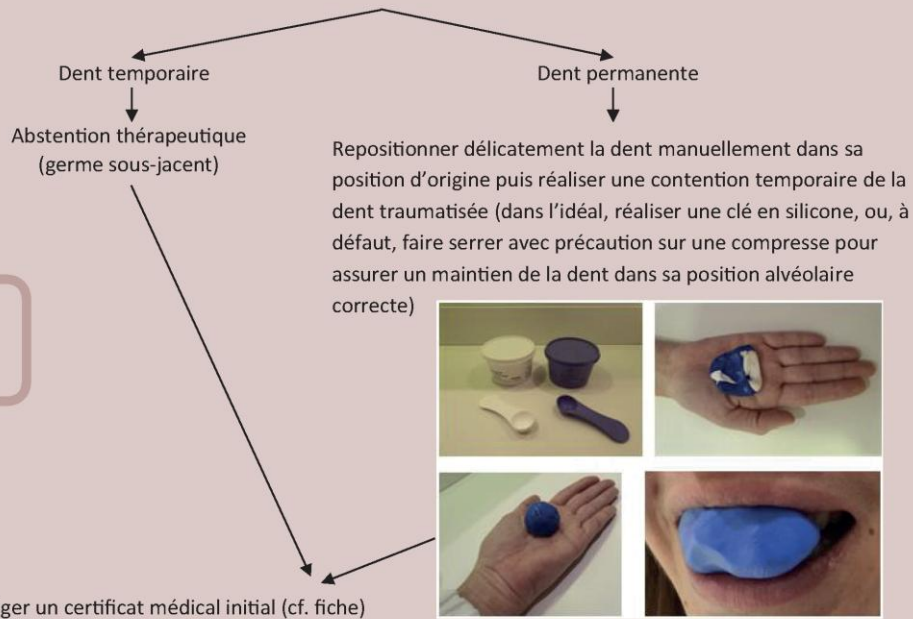 Dent temporaire
Dent permanente
Abstention thérapeutique
(germe sous-jacent)
Repositionner délicatement la dent manuellement dans sa
position d’origine puis réaliser une contention temporaire de la
dent traumatisée (dans l’idéal, réaliser une clé en silicone, ou, à
défaut, faire serrer avec précaution sur une compresse pour
assurer un maintien de la dent dans sa position alvéolaire
correcte)
ger un certificat médical initial (cf. fiche)